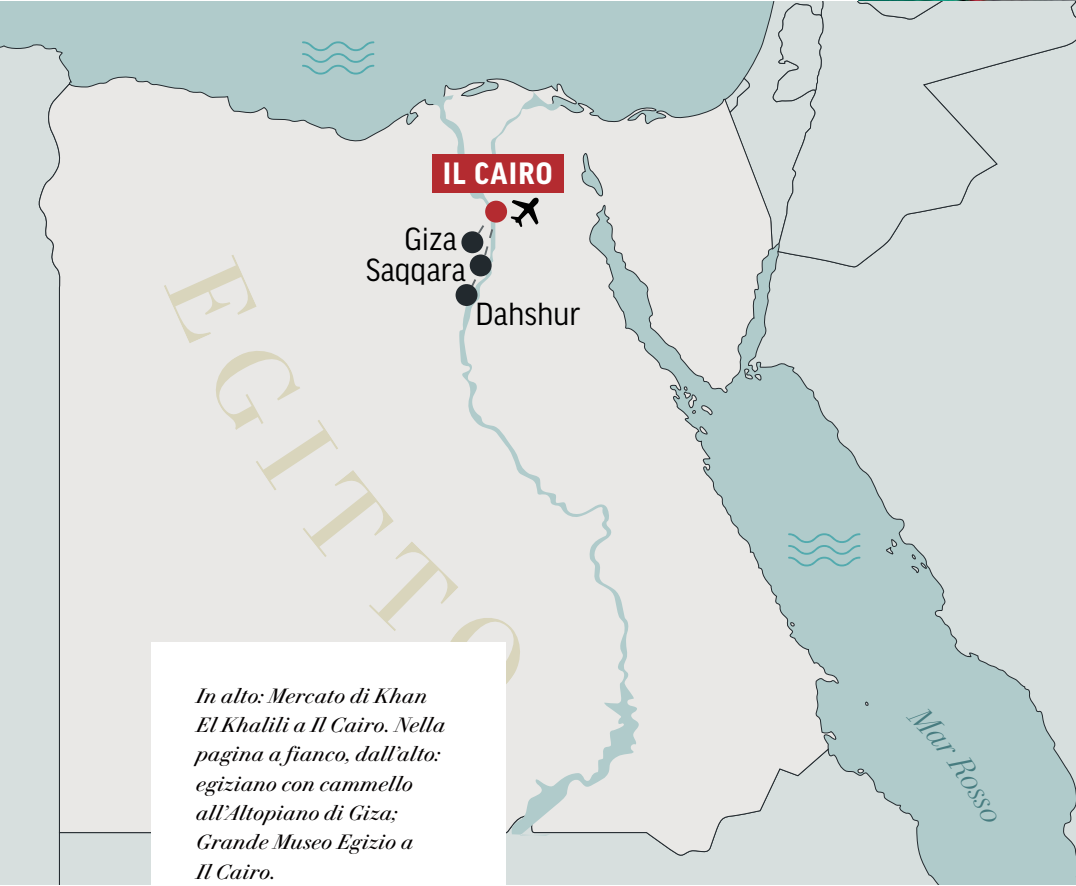 IL CAIRO
Giza
Saqqara
Dahshur
EGITTO
Mar Rosso
In alto: Mercato di Khan
El Khalili a Il Cairo. Nella
pagina a fianco, dall'alto:
egiziano con cammello
all'Altopiano di Giza;
Grande Museo Egizio a
Il Cairo.